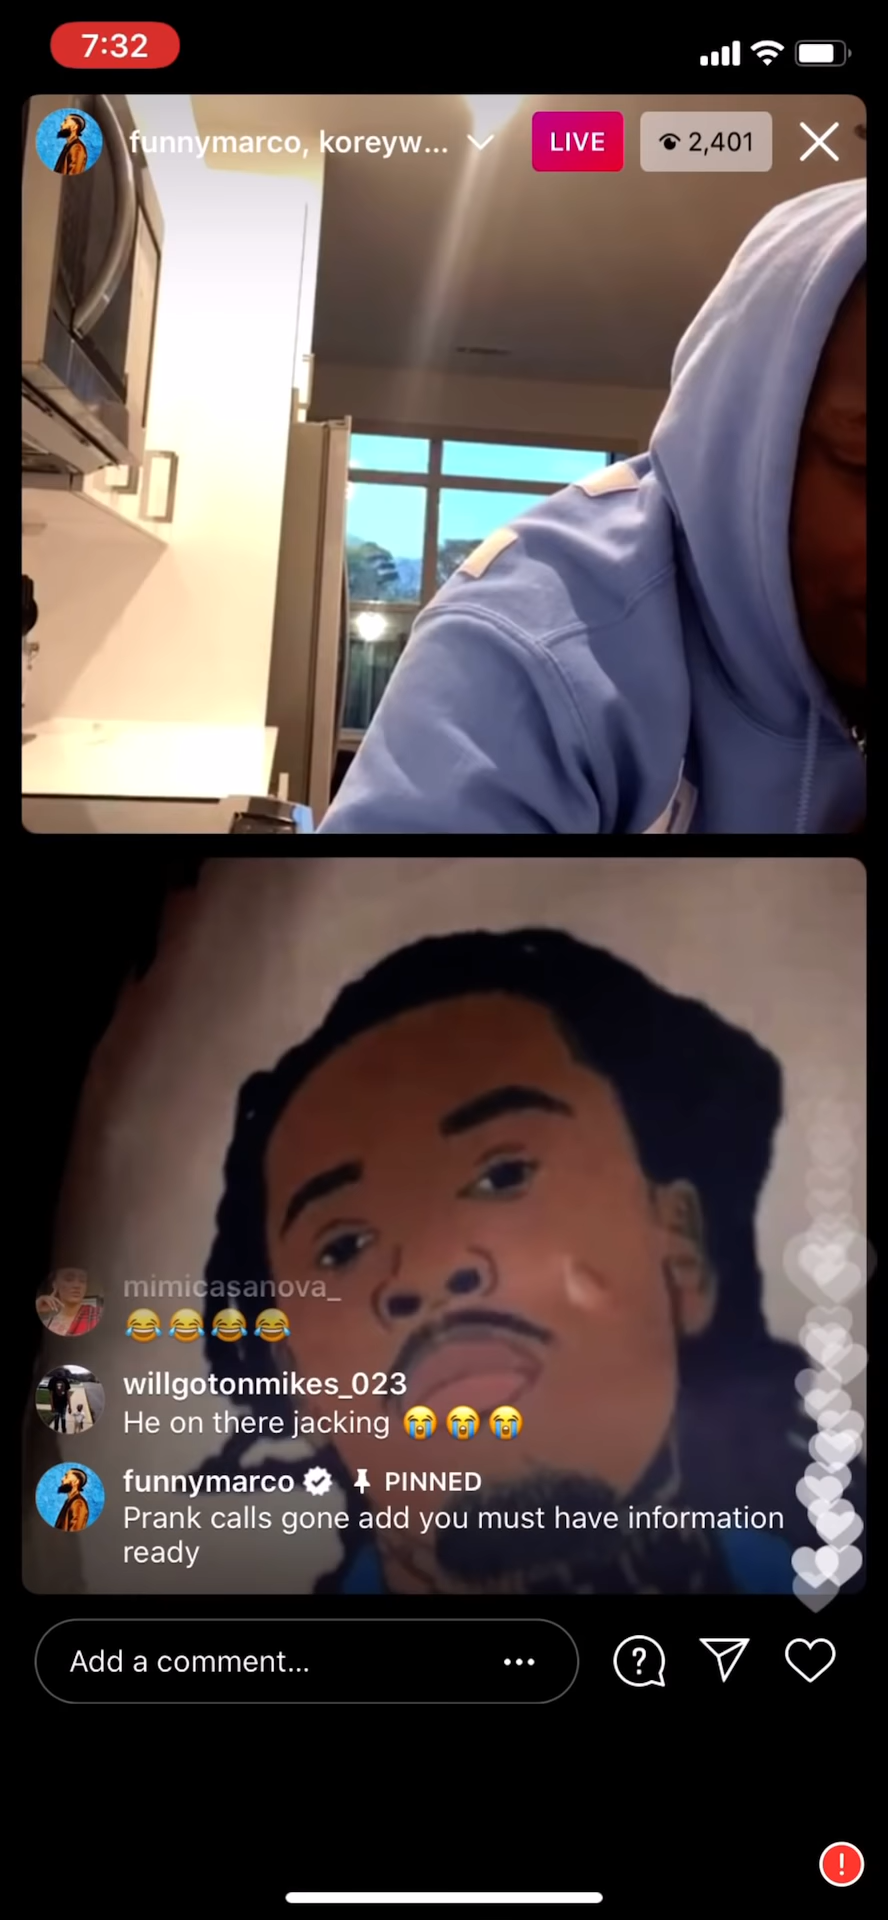 7:32
funnymarco, koreyw...
LIVE
2,401
mimicasanova_
😂😂😂😂
willgotonmikes_023
He on there jacking 😭😭😭
funnymarco PINNED
Prank calls gone add you must have information
ready
Add a comment...